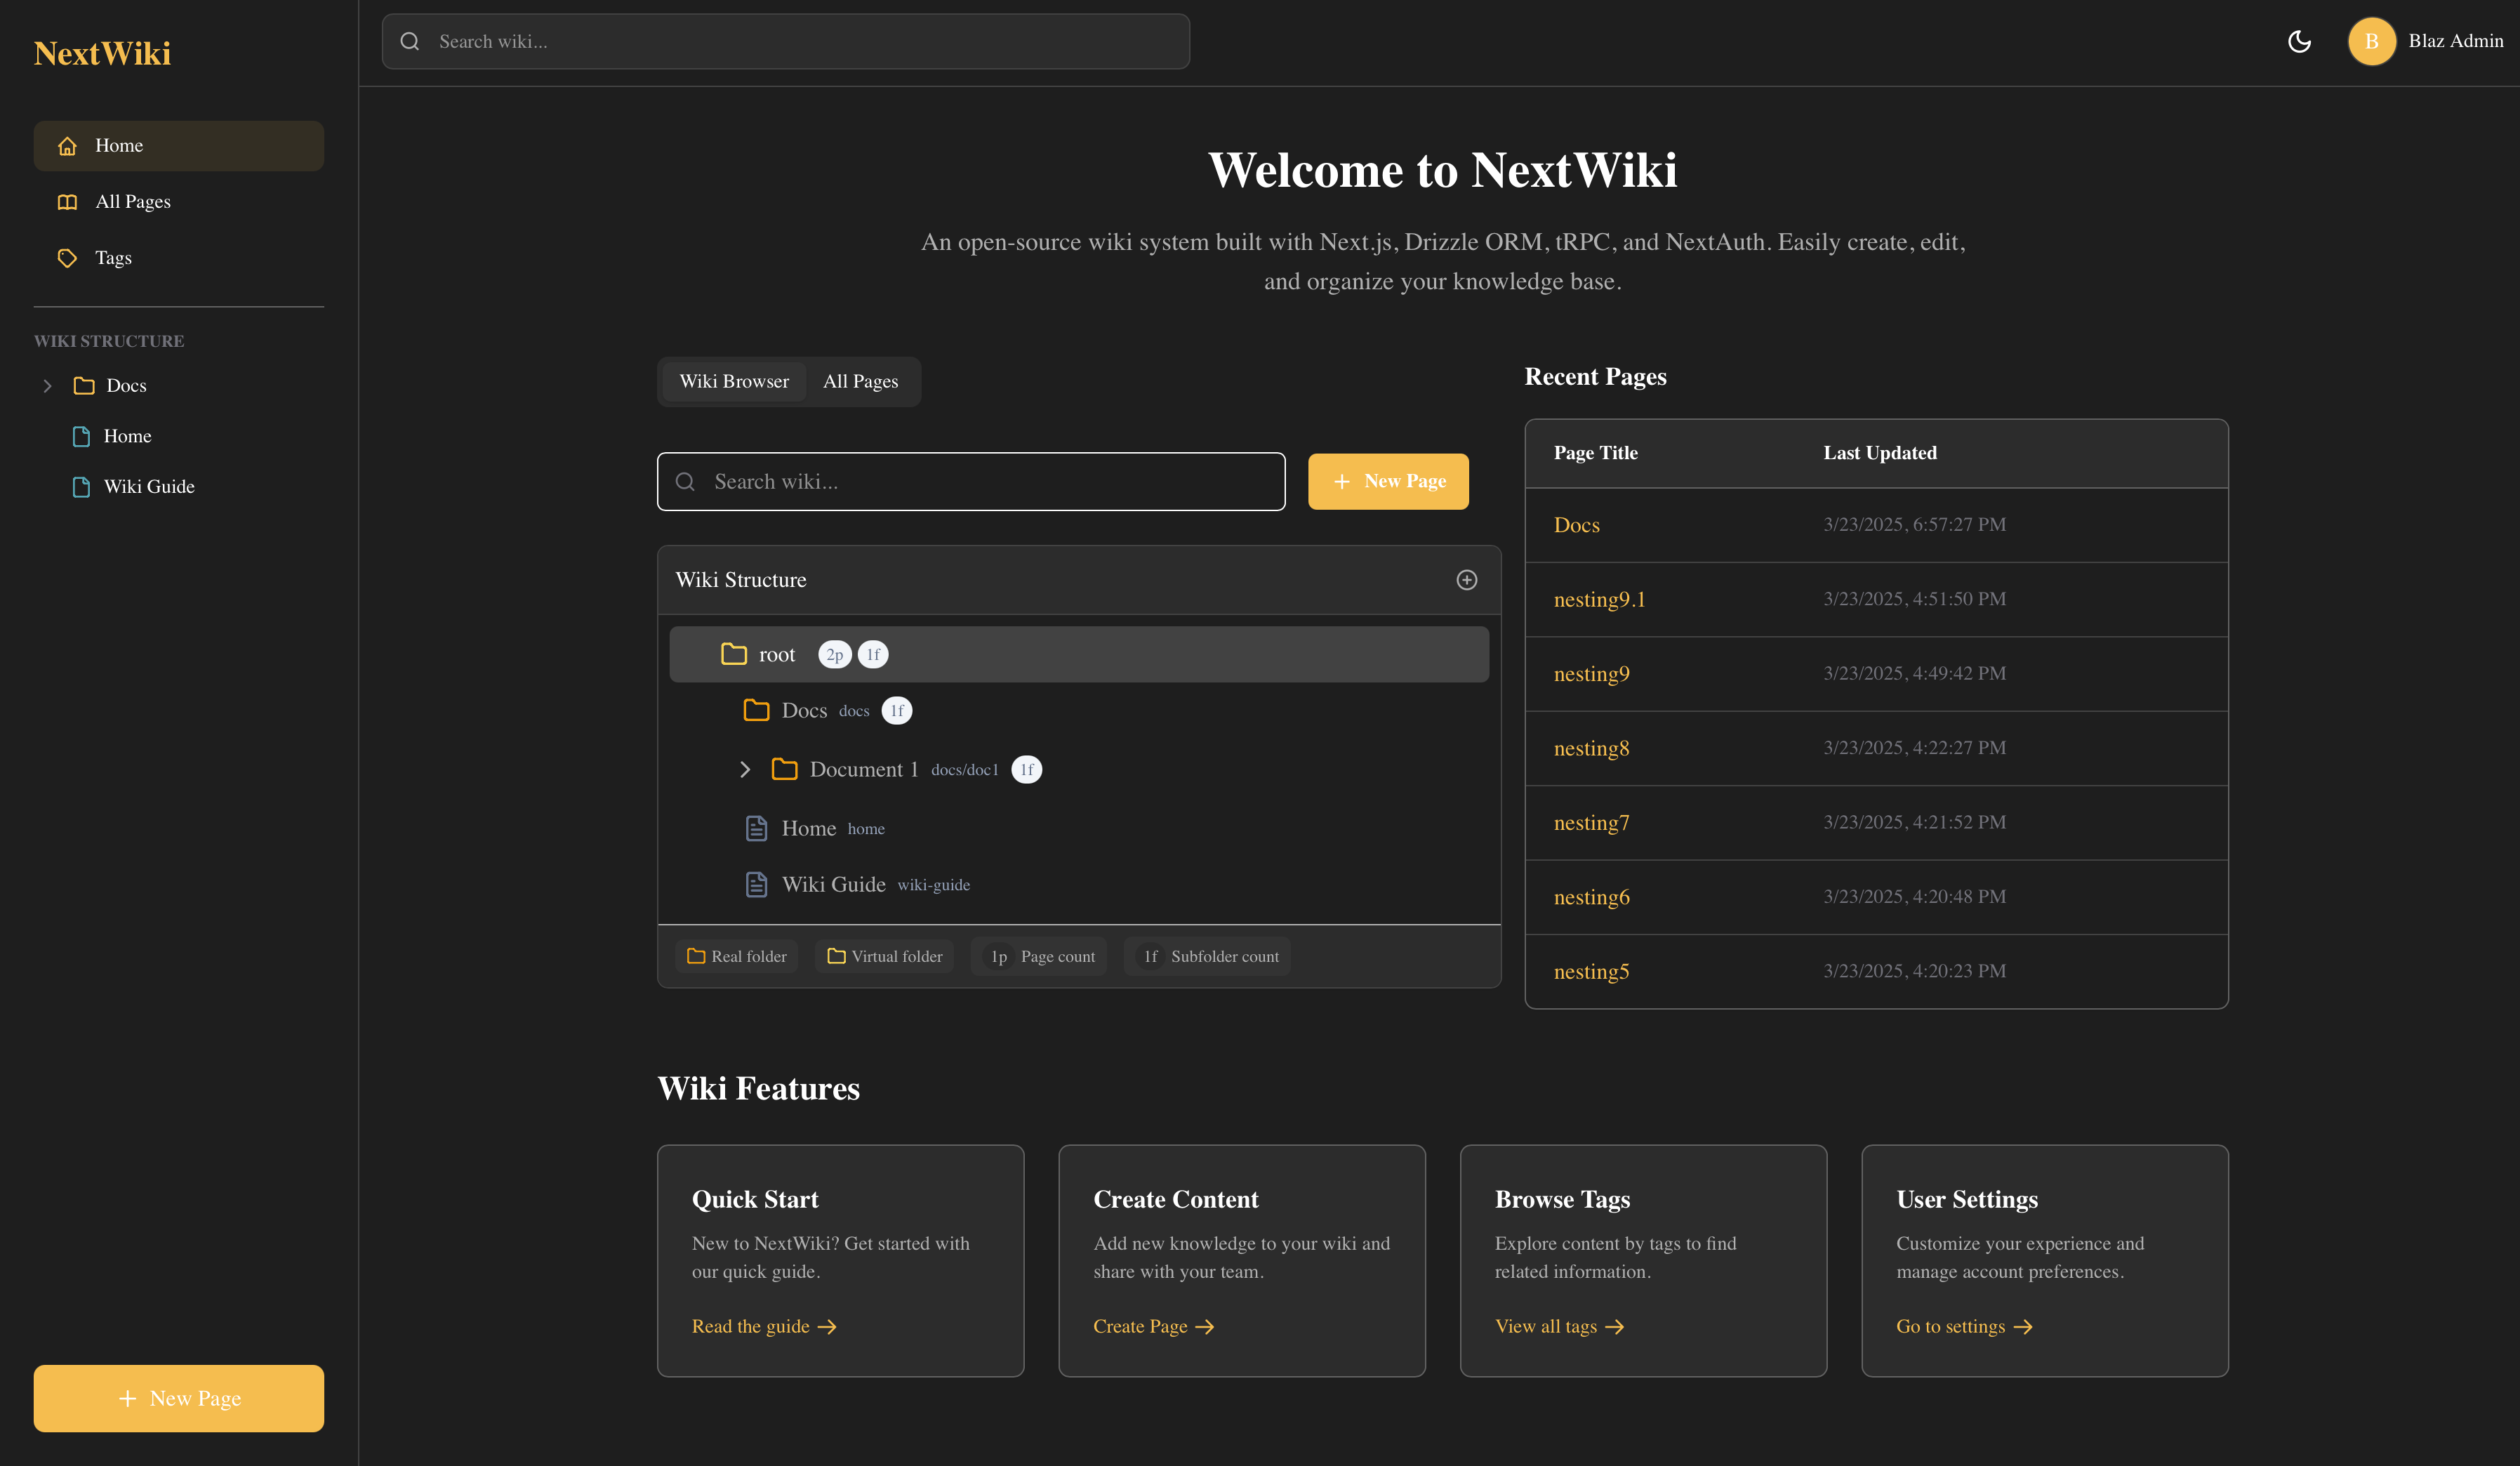 NextWiki
Home
All Pages
Tags
WIKI STRUCTURE
Docs
Home
Wiki Guide
New Page
Search wiki...
B
Blaz Admin
Welcome to NextWiki
An open-source wiki system built with Next.js, Drizzle ORM, tRPC, and NextAuth. Easily create, edit,
and organize your knowledge base.
Wiki Browser
All Pages
Search wiki...
New Page
Wiki Structure
root 2p 1f
Docs docs 1f
Document 1 docs/doc1 1f
Home home
Wiki Guide wiki-guide
Real folder
Virtual folder
1p Page count
1f Subfolder count
Recent Pages
Page Title Last Updated
Docs 3/23/2025, 6:57:27 PM
nesting9.1 3/23/2025, 4:51:50 PM
nesting9 3/23/2025, 4:49:42 PM
nesting8 3/23/2025, 4:22:27 PM
nesting7 3/23/2025, 4:21:52 PM
nesting6 3/23/2025, 4:20:48 PM
nesting5 3/23/2025, 4:20:23 PM
Wiki Features
Quick Start
New to NextWiki? Get started with
our quick guide.
Read the guide
Create Content
Add new knowledge to your wiki and
share with your team.
Create Page
Browse Tags
Explore content by tags to find
related information.
View all tags
User Settings
Customize your experience and
manage account preferences.
Go to settings